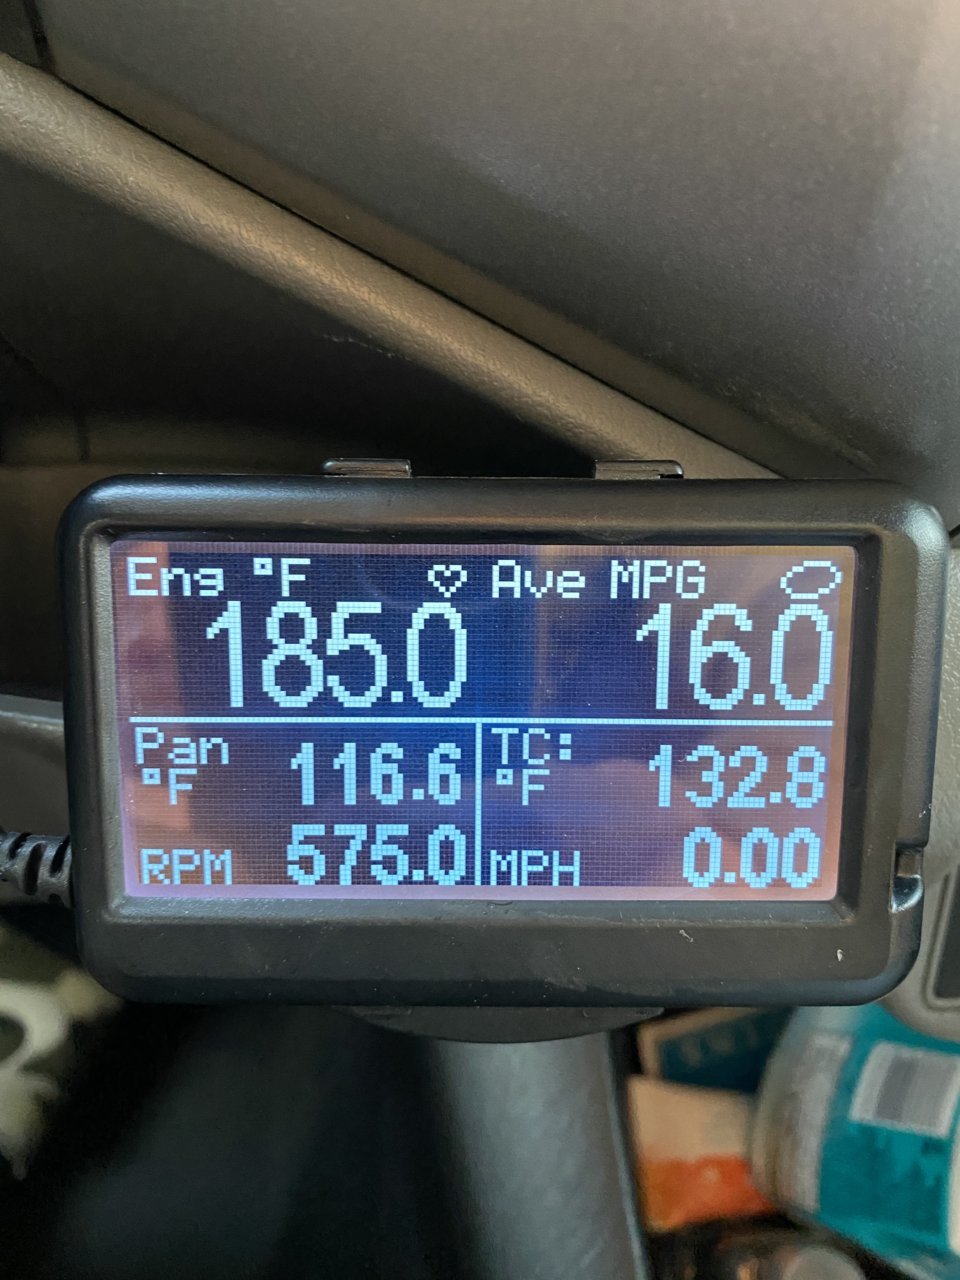 Eng °F ♡ Ave MPG
185.0 16.0
Pan °F 116.6 TC: °F 132.8
RPM 575.0 MPH 0.00